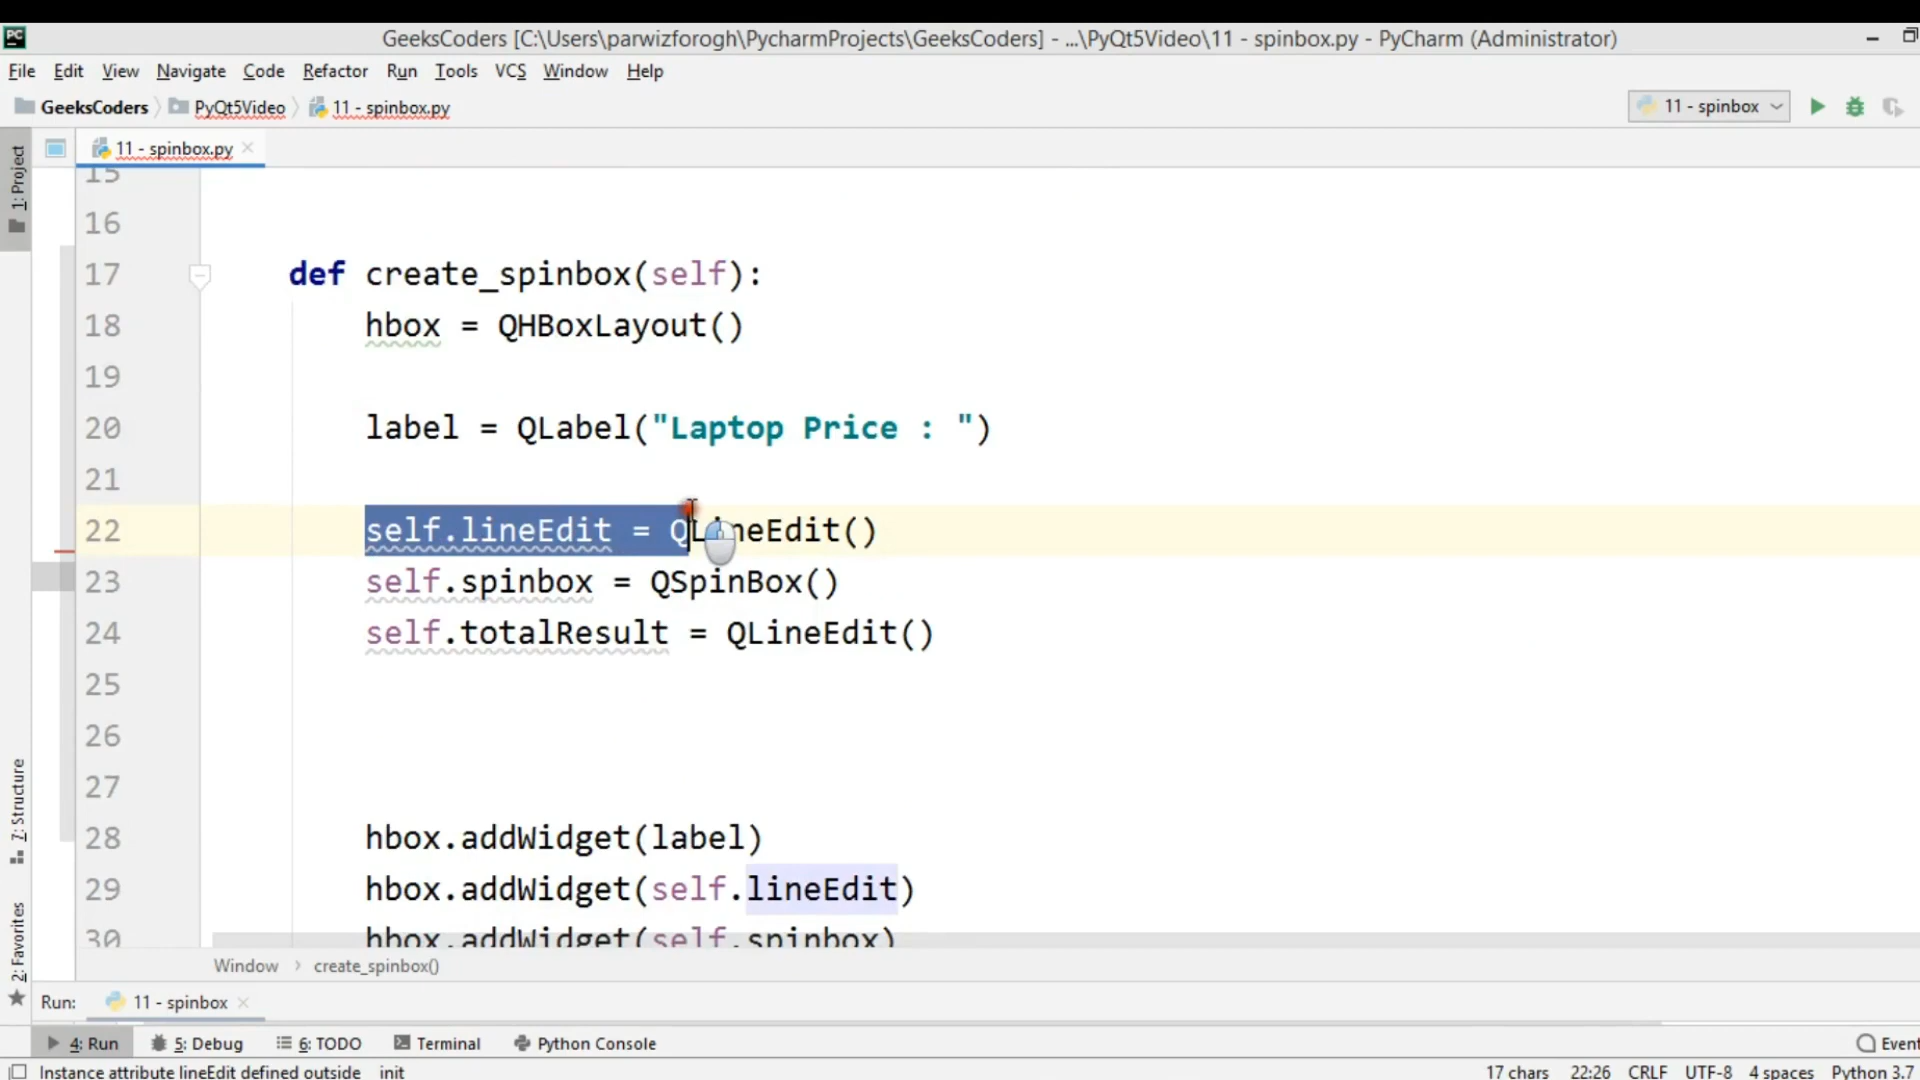 PC GeeksCoders [C:\Users\parwizforogh\PycharmProjects\GeeksCoders] - ...\PyQt5Video\11 - spinbox.py - PyCharm (Administrator)
File Edit View Navigate Code Refactor Run Tools VCS Window Help
GeeksCoders PyQt5Video 11 - spinbox.py 11 - spinbox
1: Project
11 - spinbox.py
15
16
17 def create_spinbox(self):
18 hbox = QHBoxLayout()
19
20 label = QLabel("Laptop Price : ")
21
22 self.lineEdit = QLineEdit()
23 self.spinbox = QSpinBox()
24 self.totalResult = QLineEdit()
25
26
27
28 hbox.addWidget(label)
29 hbox.addWidget(self.lineEdit)
30 hbox.addWidget(self.spinbox)
7: Structure
2: Favorites
Window create_spinbox()
Run: 11 - spinbox
4: Run 5: Debug 6: TODO Terminal Python Console Event
Instance attribute lineEdit defined outside init 17 chars 22:26 CRLF UTF-8 4 spaces Python 3.7